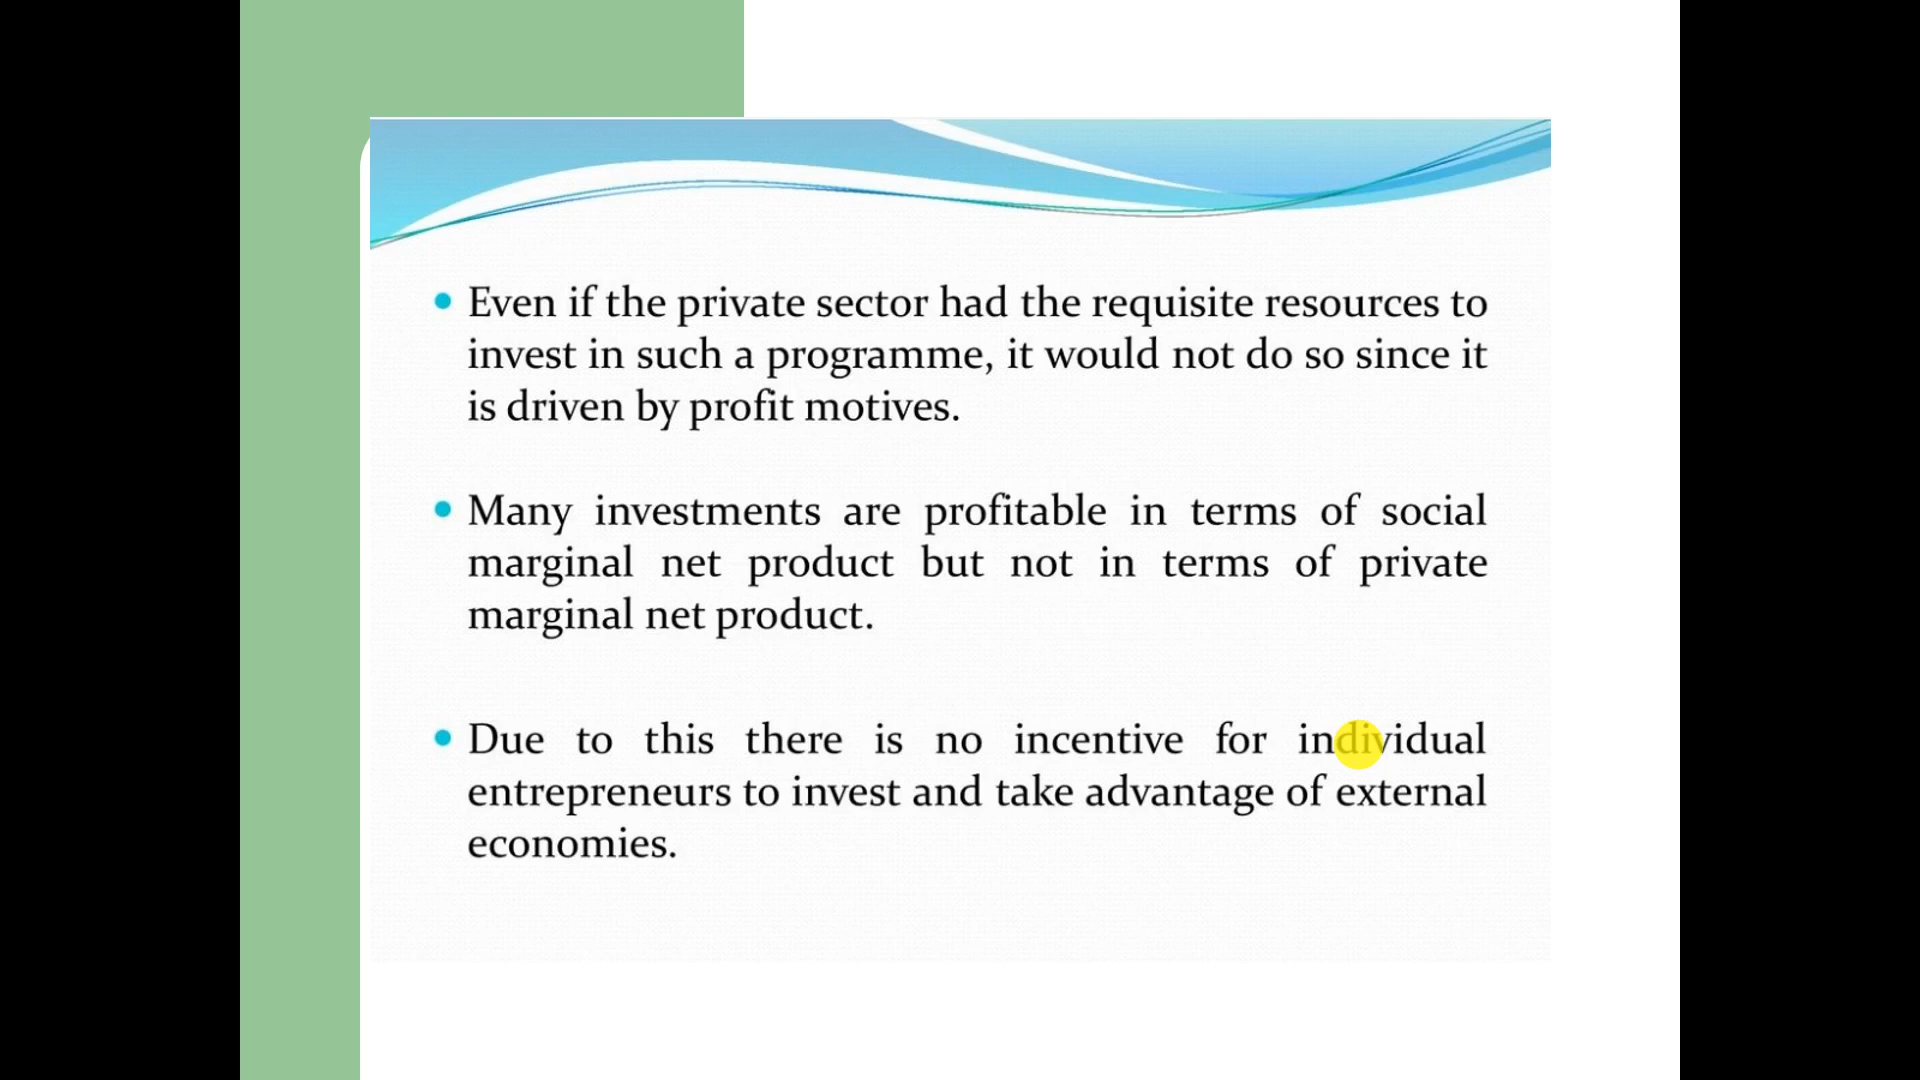 Even if the private sector had the requisite resources to
invest in such a programme, it would not do so since it
is driven by profit motives.
Many investments are profitable in terms of social
marginal net product but not in terms of private
marginal net product.
Due to this there is no incentive for individual
entrepreneurs to invest and take advantage of external
economies.